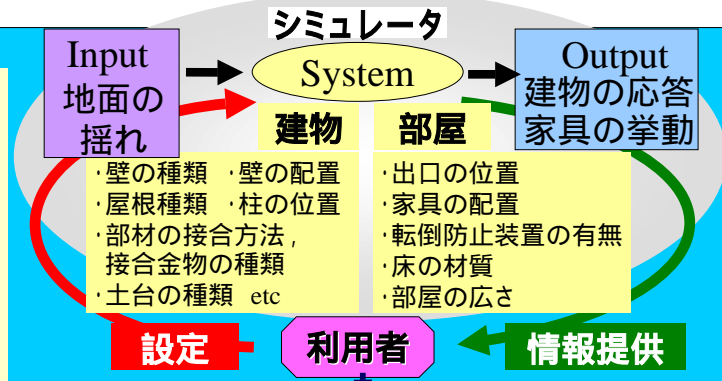 シミュレータ
Input
地面の
揺れ
System
Output
建物の応答
家具の挙動
建物
部屋
·壁の種類 ·壁の配置
·屋根種類 ·柱の位置
·部材の接合方法,
接合金物の種類
·土台の種類 etc
·出口の位置
·家具の配置
·転倒防止装置の有無
·床の材質
·部屋の広さ
設定
利用者
情報提供